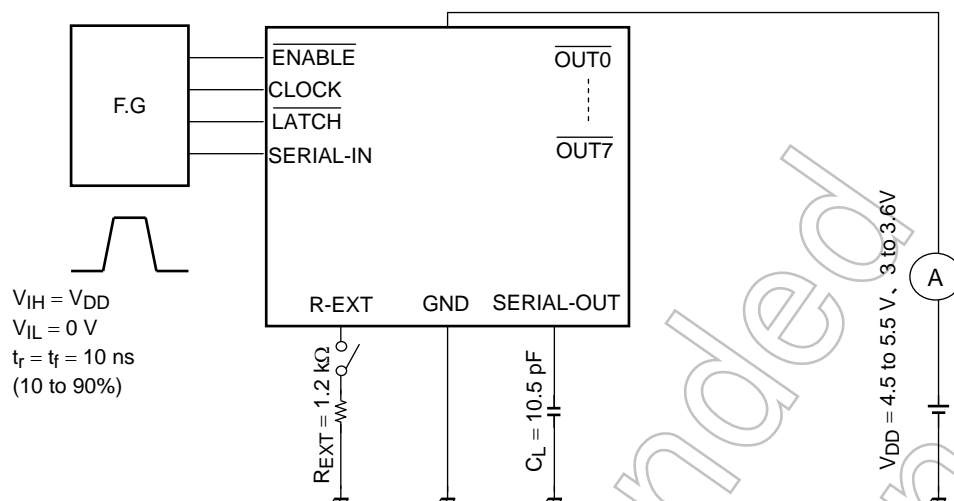 ENABLE
CLOCK
LATCH
SERIAL-IN
F.G
OUT0
OUT7
R-EXT
GND
SERIAL-OUT
VIH = VDD
VIL = 0 V
tr = tf = 10 ns
(10 to 90%)
REXT = 1.2 kΩ
CL = 10.5 pF
A
VDD = 4.5 to 5.5 V、3 to 3.6V
nded